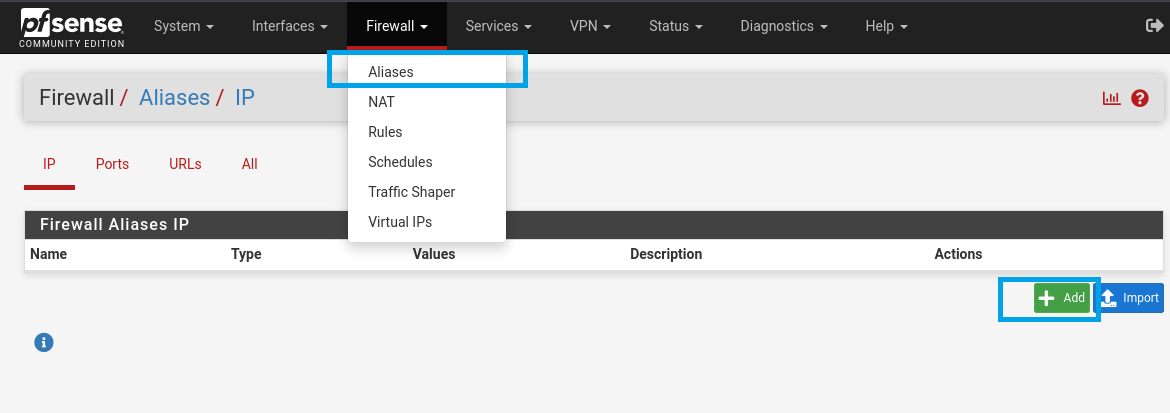 pfsense
COMMUNITY EDITION
System Interfaces Firewall Services VPN Status Diagnostics Help
Aliases
NAT
Rules
Schedules
Traffic Shaper
Virtual IPs
Firewall / Aliases / IP
IP Ports URLs All
Firewall Aliases IP
Name Type Values Description Actions
Add Import